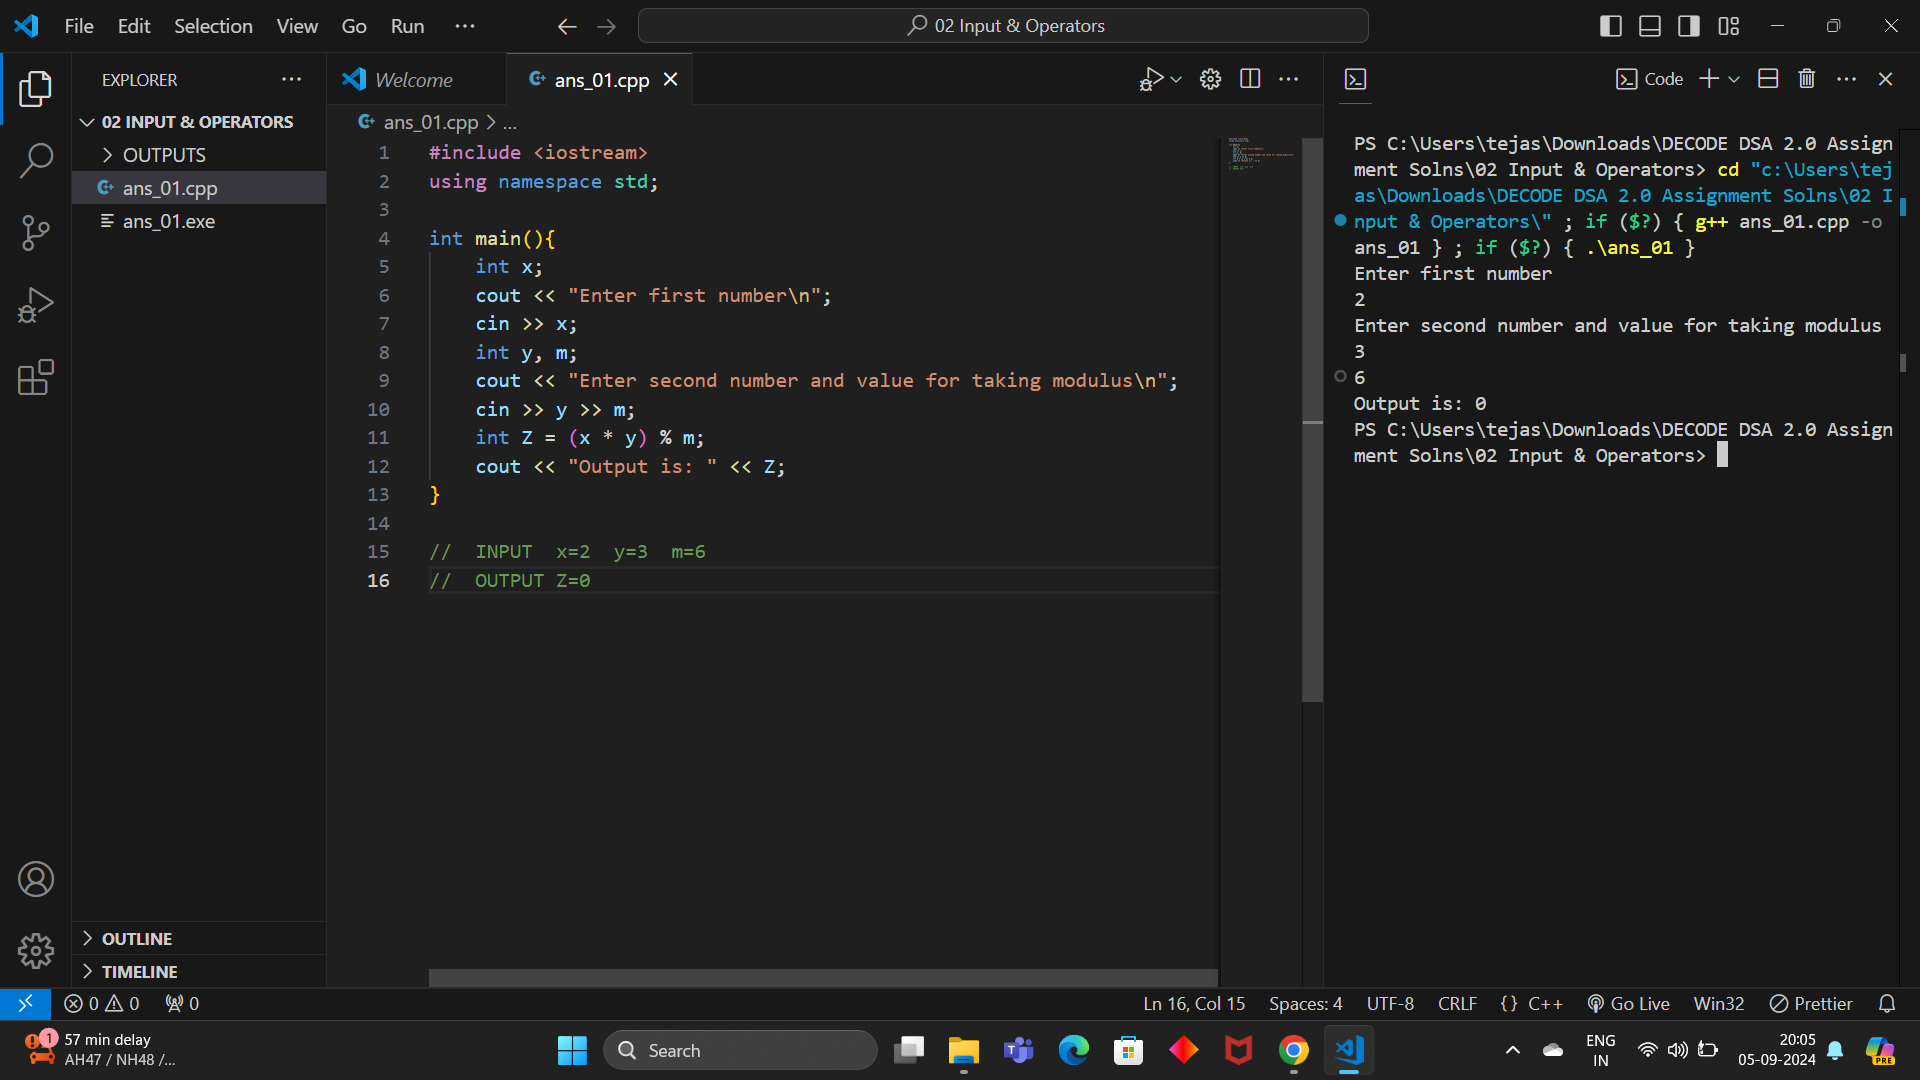 File Edit Selection View Go Run ...
02 Input & Operators
EXPLORER ...
02 INPUT & OPERATORS
OUTPUTS
ans_01.cpp
ans_01.exe
OUTLINE
TIMELINE
Welcome ans_01.cpp
ans_01.cpp > ...
1 #include <iostream>
2 using namespace std;
3
4 int main(){
5     int x;
6     cout << "Enter first number\n";
7     cin >> x;
8     int y, m;
9     cout << "Enter second number and value for taking modulus\n";
10     cin >> y >> m;
11     int Z = (x * y) % m;
12     cout << "Output is: " << Z;
13 }
14
15 //  INPUT  x=2  y=3  m=6
16 //  OUTPUT Z=0
Code
PS C:\Users\tejas\Downloads\DECODE DSA 2.0 Assign
ment Solns\02 Input & Operators> cd "c:\Users\tej
as\Downloads\DECODE DSA 2.0 Assignment Solns\02 I
nput & Operators\" ; if ($?) { g++ ans_01.cpp -o
ans_01 } ; if ($?) { .\ans_01 }
Enter first number
2
Enter second number and value for taking modulus
3
6
Output is: 0
PS C:\Users\tejas\Downloads\DECODE DSA 2.0 Assign
ment Solns\02 Input & Operators>
0 0 0 Ln 16, Col 15 Spaces: 4 UTF-8 CRLF {} C++ Go Live Win32 Prettier
1
57 min delay
AH47 / NH48 /...
Search
ENG
IN
20:05
05-09-2024
PRE